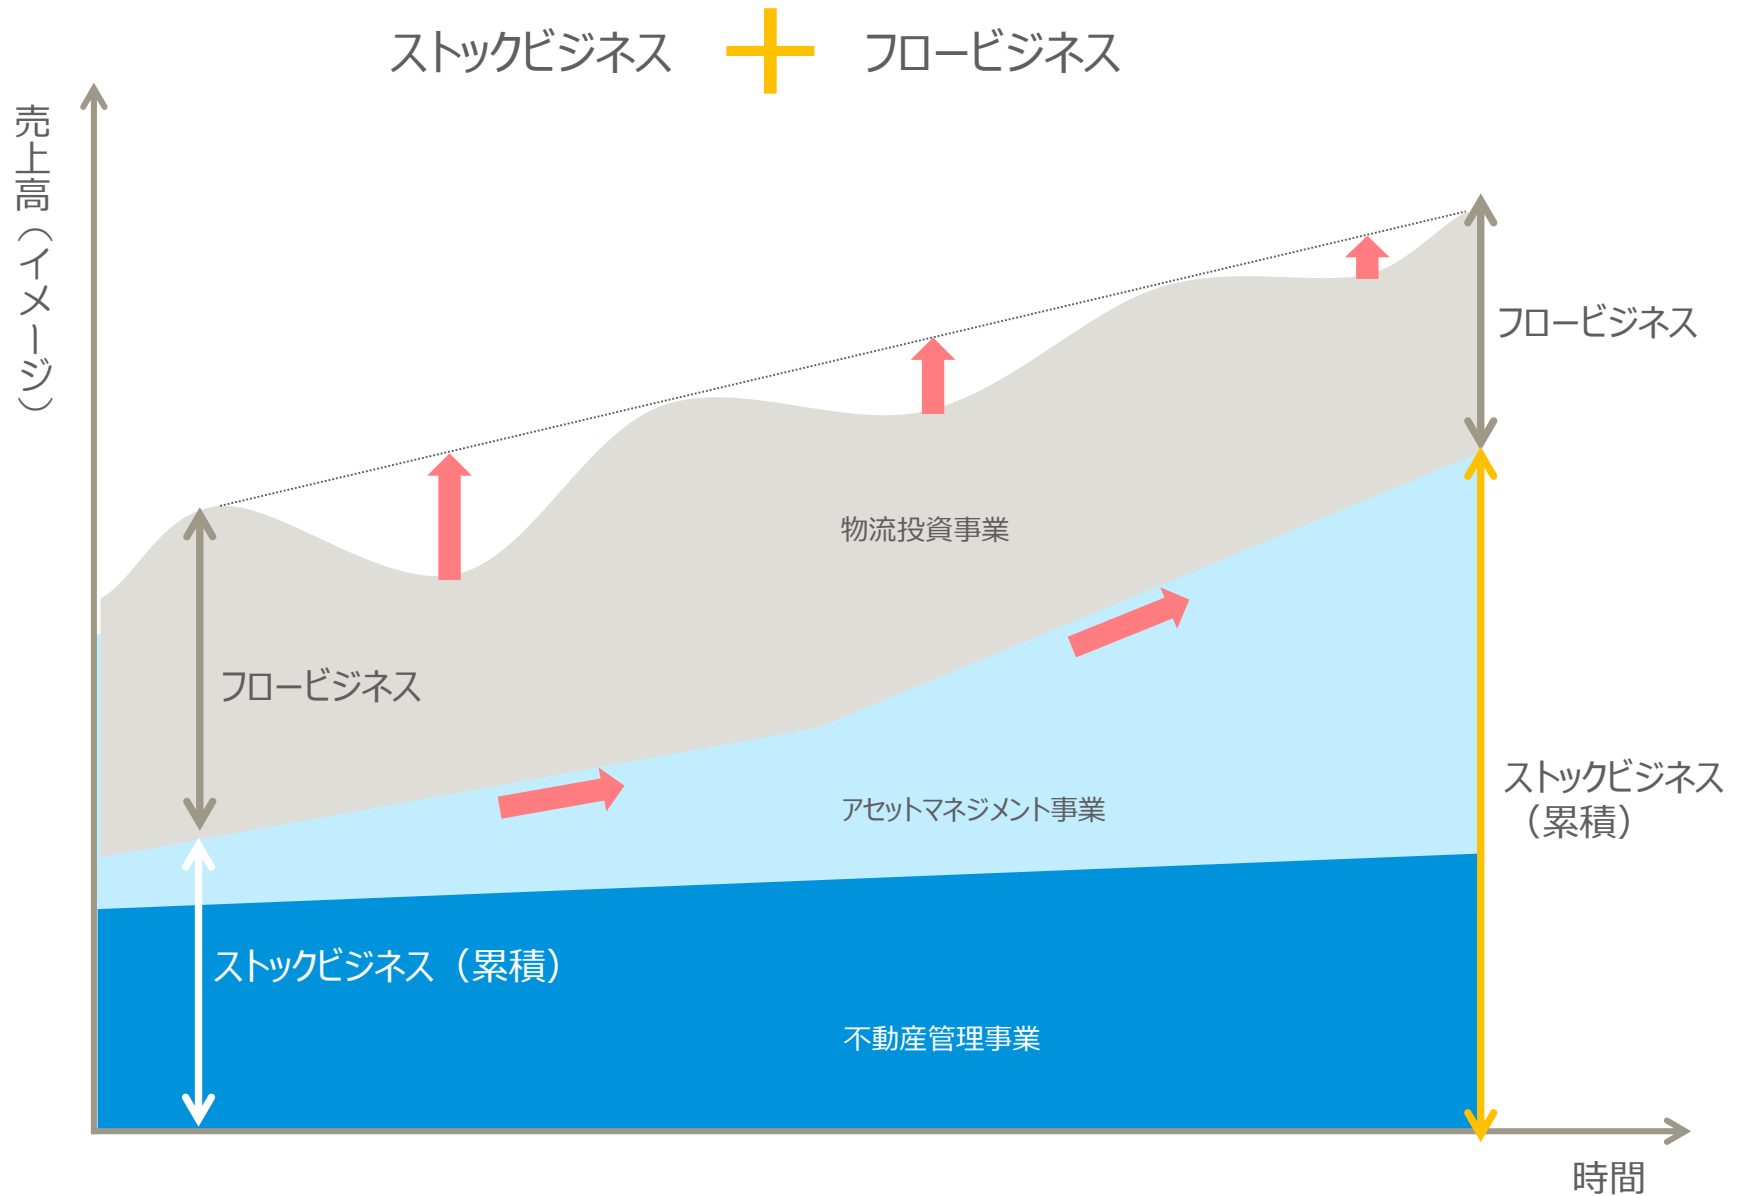 ストックビジネス
フロービジネス
売上高（イメージ）
フロービジネス
物流投資事業
フロービジネス
ストックビジネス
（累積）
アセットマネジメント事業
ストックビジネス（累積）
不動産管理事業
時間